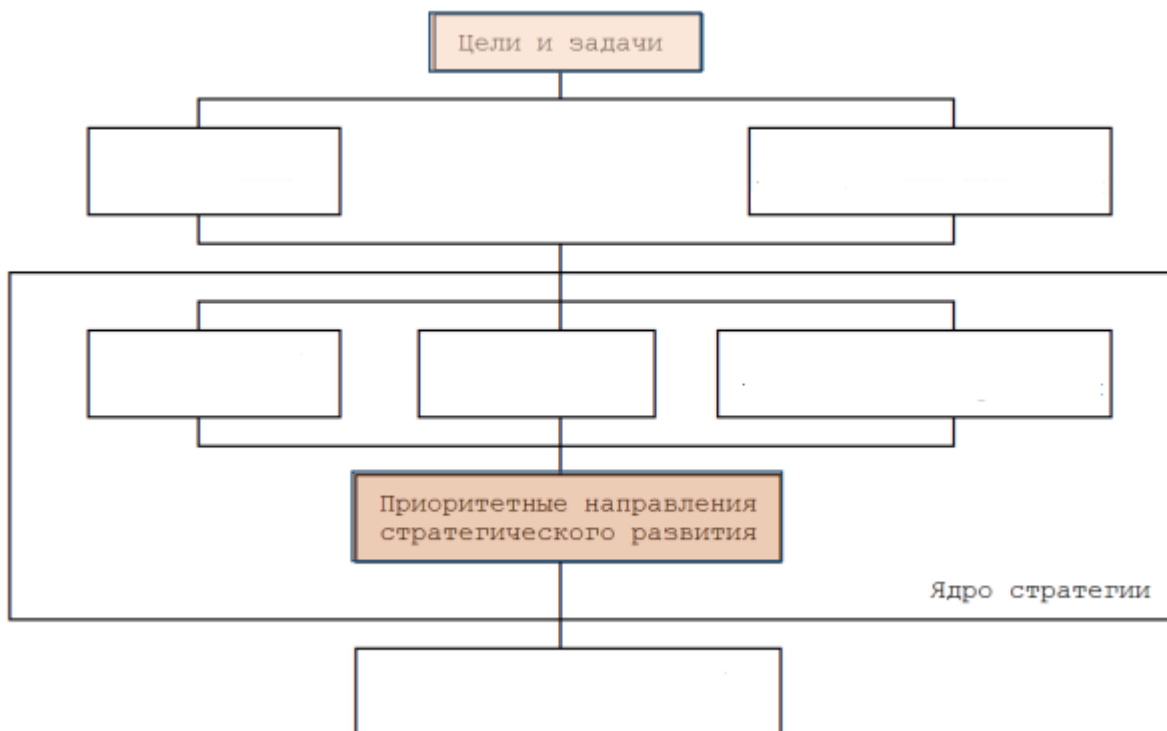 Цели и задачи
Приоритетные направления
стратегического развития
Ядро стратегии